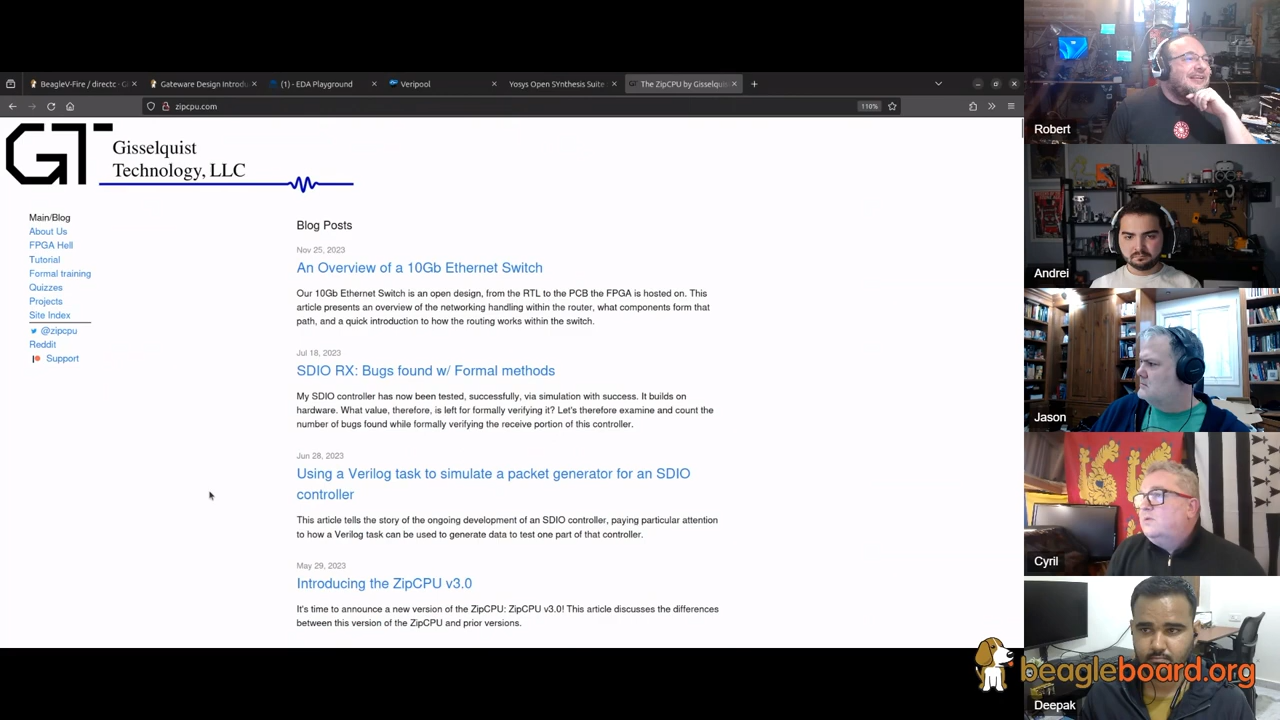 BeagleV-Fire / directc · Gi
Gateware Design Introdu
(1) - EDA Playground
Veripool
Yosys Open SYnthesis Suite
The ZipCPU by Gisselquis
zipcpu.com
110%
GT
Gisselquist
Technology, LLC
Main/Blog
About Us
FPGA Hell
Tutorial
Formal training
Quizzes
Projects
Site Index
@zipcpu
Reddit
Support
Blog Posts
Nov 25, 2023
An Overview of a 10Gb Ethernet Switch
Our 10Gb Ethernet Switch is an open design, from the RTL to the PCB the FPGA is hosted on. This
article presents an overview of the networking handling within the router, what components form that
path, and a quick introduction to how the routing works within the switch.
Jul 18, 2023
SDIO RX: Bugs found w/ Formal methods
My SDIO controller has now been tested, successfully, via simulation with success. It builds on
hardware. What value, therefore, is left for formally verifying it? Let's therefore examine and count the
number of bugs found while formally verifying the receive portion of this controller.
Jun 28, 2023
Using a Verilog task to simulate a packet generator for an SDIO
controller
This article tells the story of the ongoing development of an SDIO controller, paying particular attention
to how a Verilog task can be used to generate data to test one part of that controller.
May 29, 2023
Introducing the ZipCPU v3.0
It's time to announce a new version of the ZipCPU: ZipCPU v3.0! This article discusses the differences
between this version of the ZipCPU and prior versions.
Robert
Andrei
Jason
Cyril
beagleboard.org
Deepak